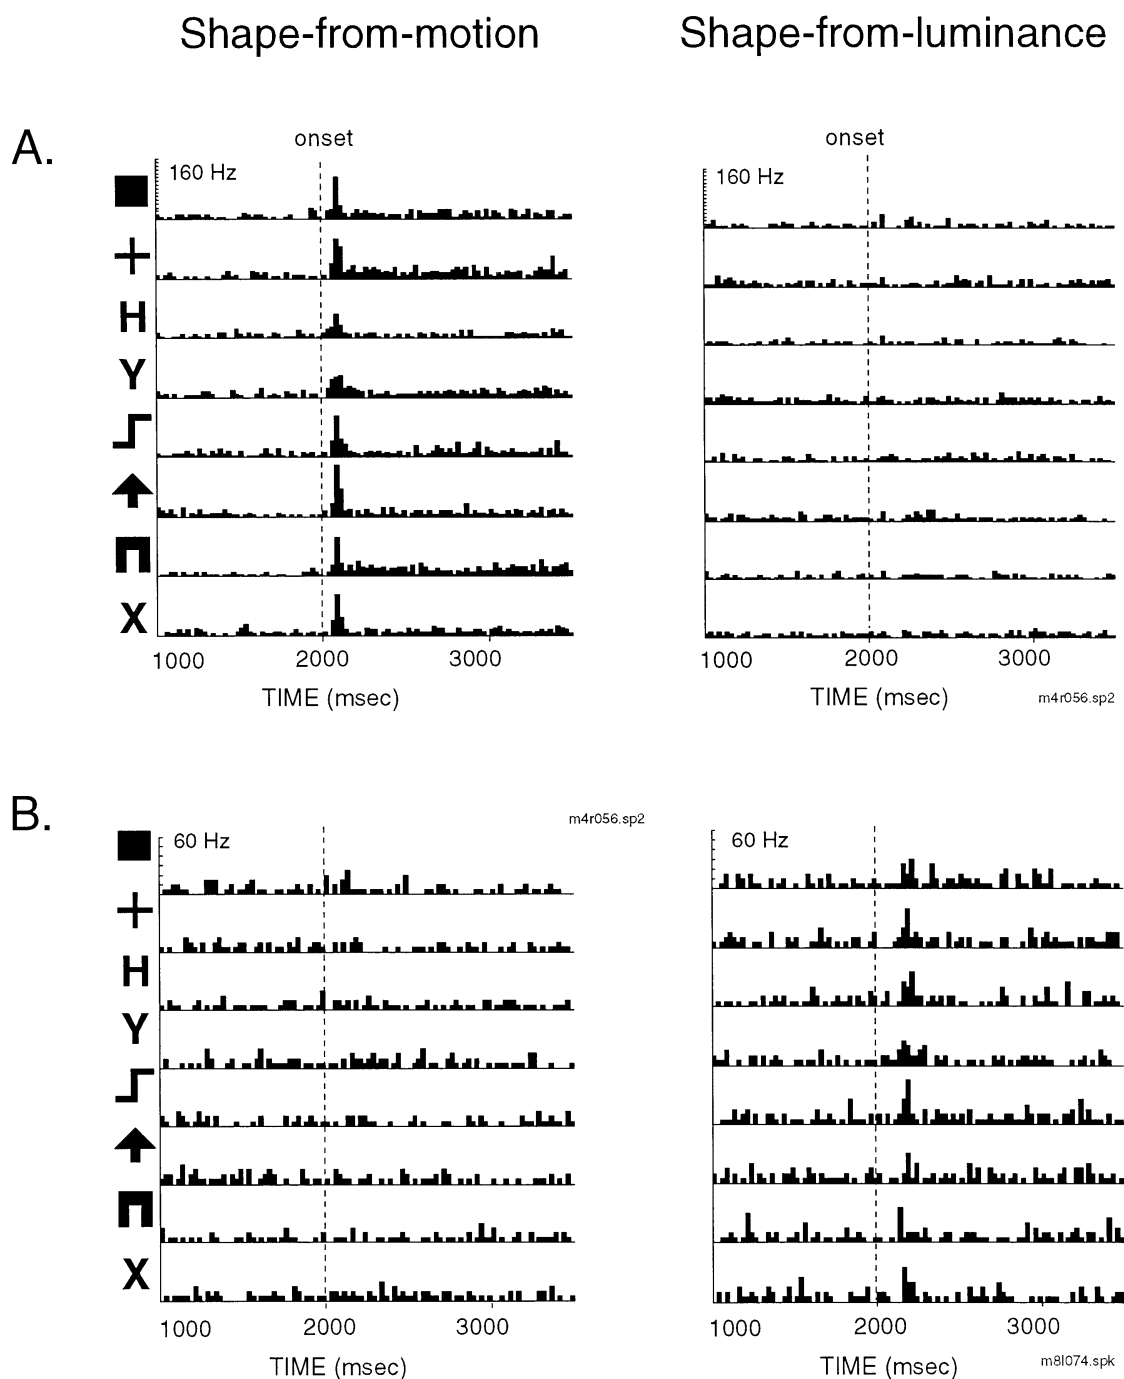 Shape-from-motion
Shape-from-luminance
A.
onset
onset
160 Hz
160 Hz
H
Y
X
1000 2000 3000
1000 2000 3000
TIME (msec)
TIME (msec)
m4r056.sp2
B.
m4r056.sp2
60 Hz
60 Hz
H
Y
X
1000 2000 3000
1000 2000 3000
TIME (msec)
TIME (msec)
m8l074.spk